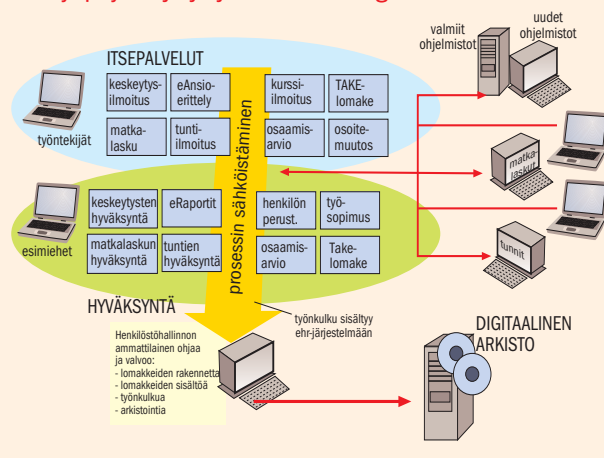 ITSEPALVELUT
keskeytys-
ilmoitus
eAnsio-
erittely
kurssi-
ilmoitus
TAKE-
lomake
matka-
lasku
tunti-
ilmoitus
osaamis-
arvio
osoite-
muutos
työntekijät
prosessin sähköistäminen
valmiit
ohjelmistot
uudet
ohjelmistot
matka-
laskut
tunnit
keskeytysten
hyväksyntä
eRaportit
henkilön
perust.
työ-
sopimus
matkalaskun
hyväksyntä
tuntien
hyväksyntä
osaamis-
arvio
Take-
lomake
esimiehet
HYVÄKSYNTÄ
työnkulku sisältyy
ehr-järjestelmään
Henkilöstöhallinnon
ammattilainen ohjaa
ja valvoo:
- lomakkeiden rakennetta
- lomakkeiden sisältöä
- työnkulkua
- arkistointia
DIGITAALINEN
ARKISTO